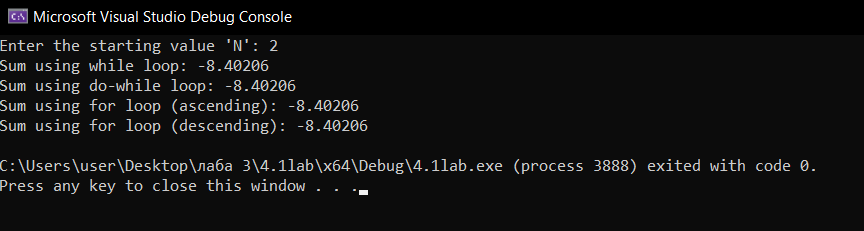 Microsoft Visual Studio Debug Console
Enter the starting value 'N': 2
Sum using while loop: -8.40206
Sum using do-while loop: -8.40206
Sum using for loop (ascending): -8.40206
Sum using for loop (descending): -8.40206
C:\Users\user\Desktop\лаба 3\4.1lab\x64\Debug\4.1lab.exe (process 3888) exited with code 0.
Press any key to close this window . . .